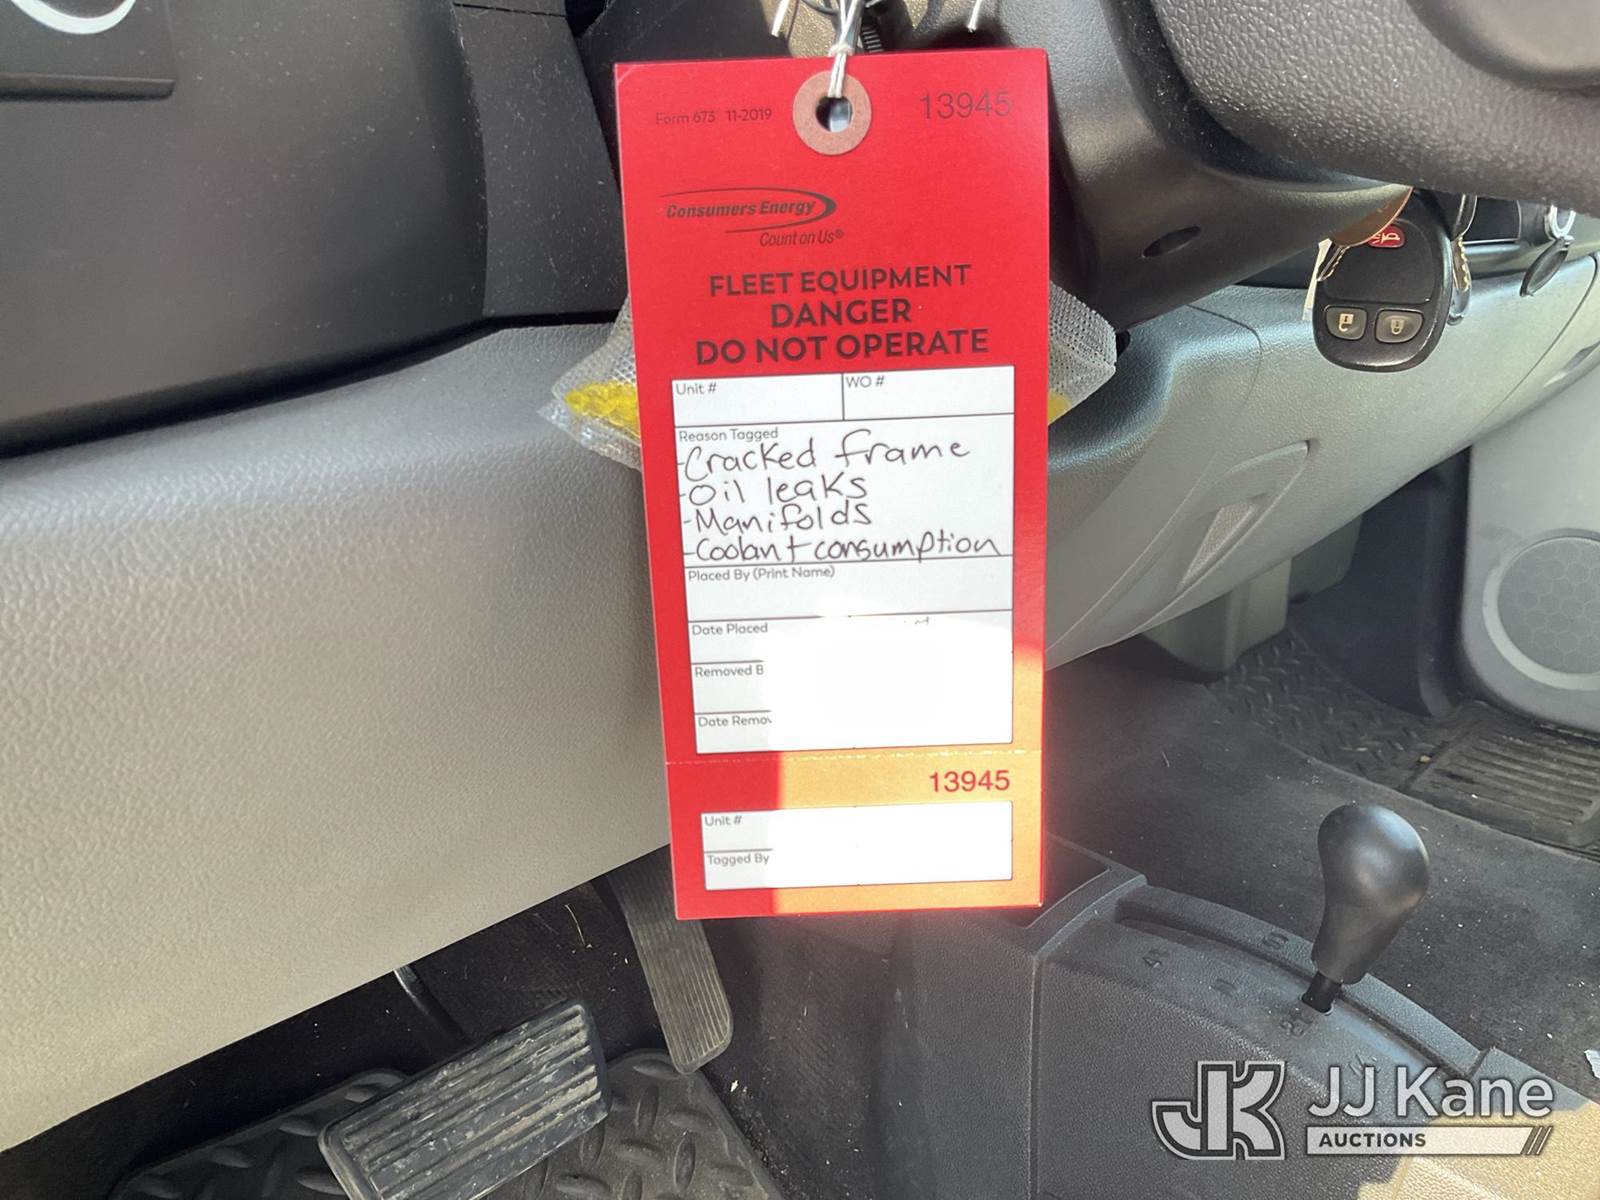 Form 673 11-2019
13945
Consumers Energy
Count on Us®
FLEET EQUIPMENT
DANGER
DO NOT OPERATE
Unit #
WO #
Reason Tagged
-Cracked frame
-Oil leaks
-Manifolds
-Coolant consumption
Placed By (Print Name)
Date Placed
Removed B
Date Remov
13945
Unit #
Tagged By
JK JJ Kane
AUCTIONS